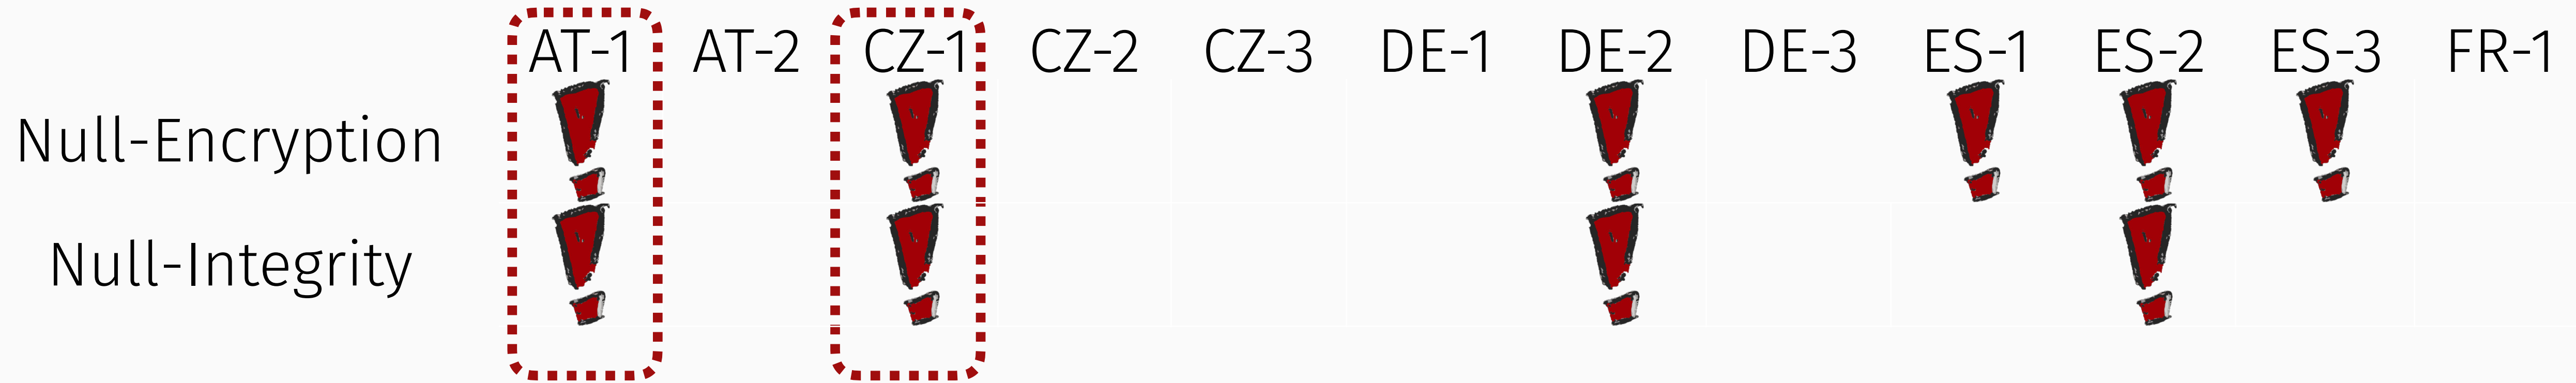 AT-1 AT-2 CZ-1 CZ-2 CZ-3 DE-1 DE-2 DE-3 ES-1 ES-2 ES-3 FR-1
Null-Encryption
Null-Integrity